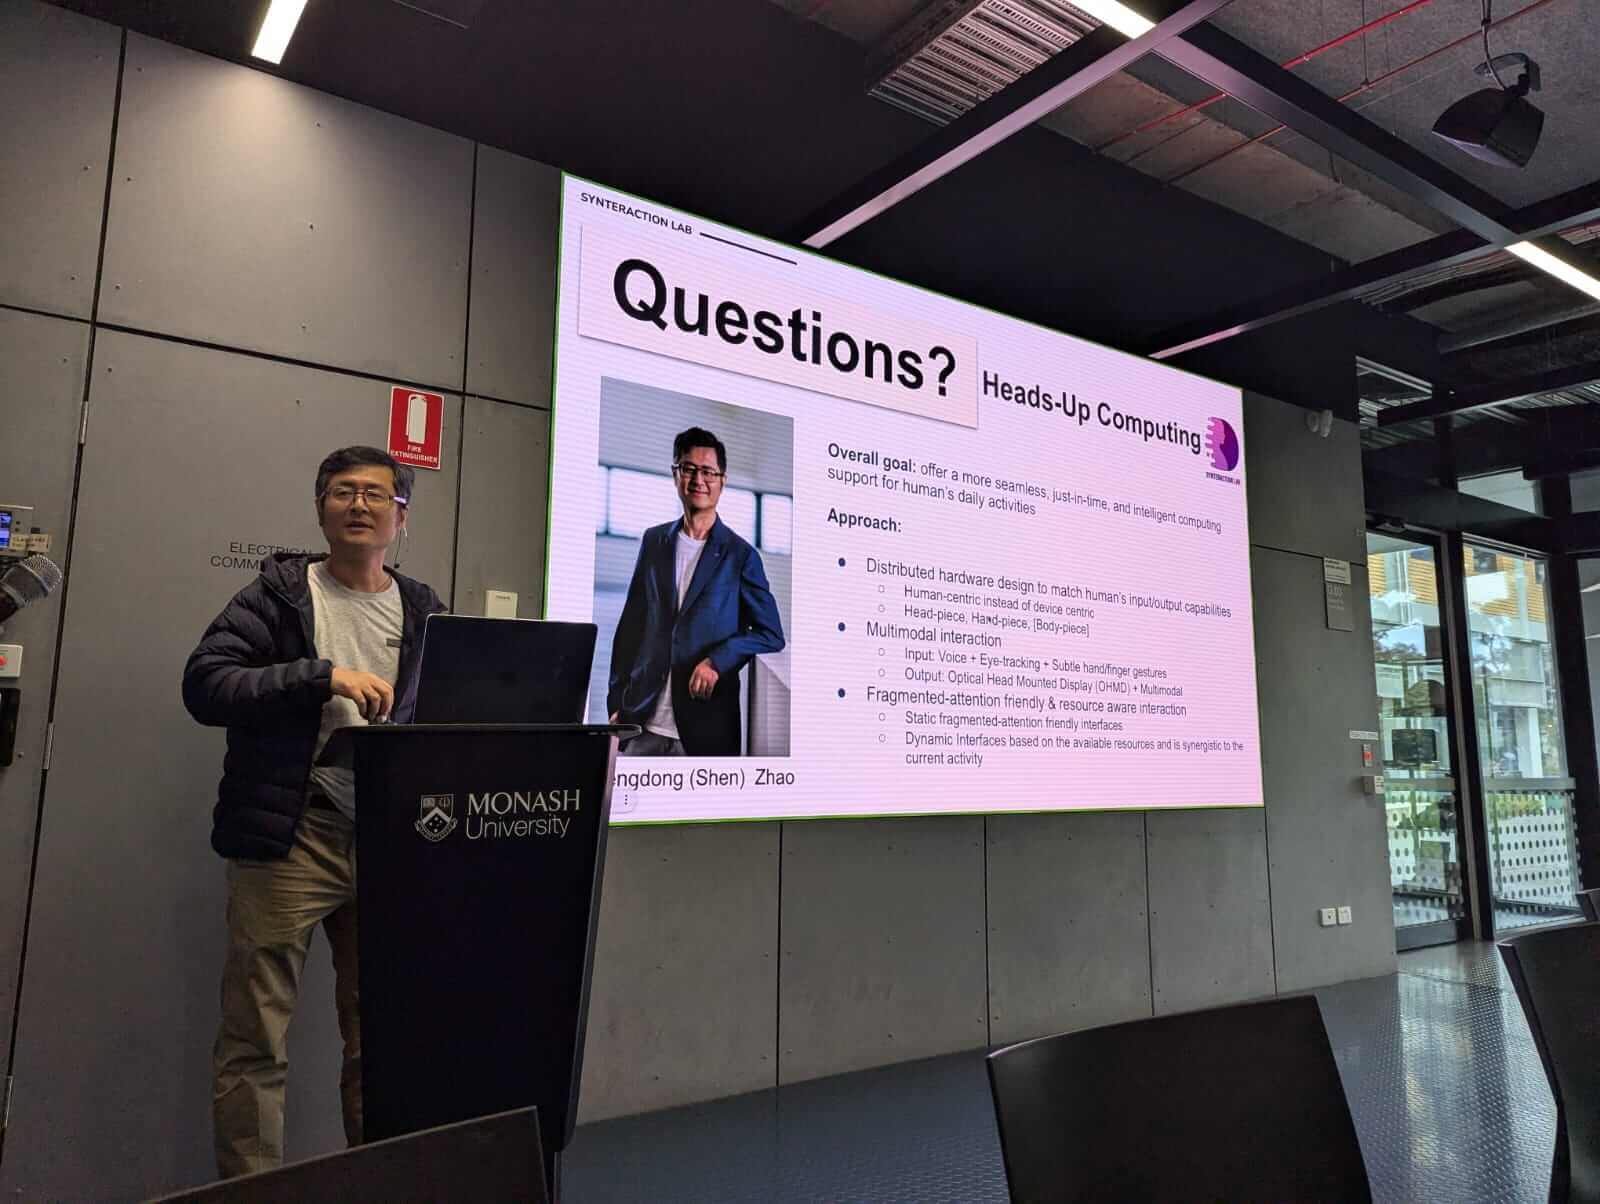 SYNTERACTION LAB
Questions?
Heads-Up Computing
SYNTERACTION LAB
Overall goal: offer a more seamless, just-in-time, and intelligent computing
support for human's daily activities
Approach:
Distributed hardware design to match human's input/output capabilities
Human-centric instead of device centric
Head-piece, Hand-piece, [Body-piece]
Multimodal interaction
Input: Voice + Eye-tracking + Subtle hand/finger gestures
Output: Optical Head Mounted Display (OHMD) + Multimodal
Fragmented-attention friendly & resource aware interaction
Static fragmented-attention friendly interfaces
Dynamic Interfaces based on the available resources and is synergistic to the
current activity
engdong (Shen) Zhao
FIRE
EXTINGUISHER
ELECTRICAL
COMM
MONASH
University